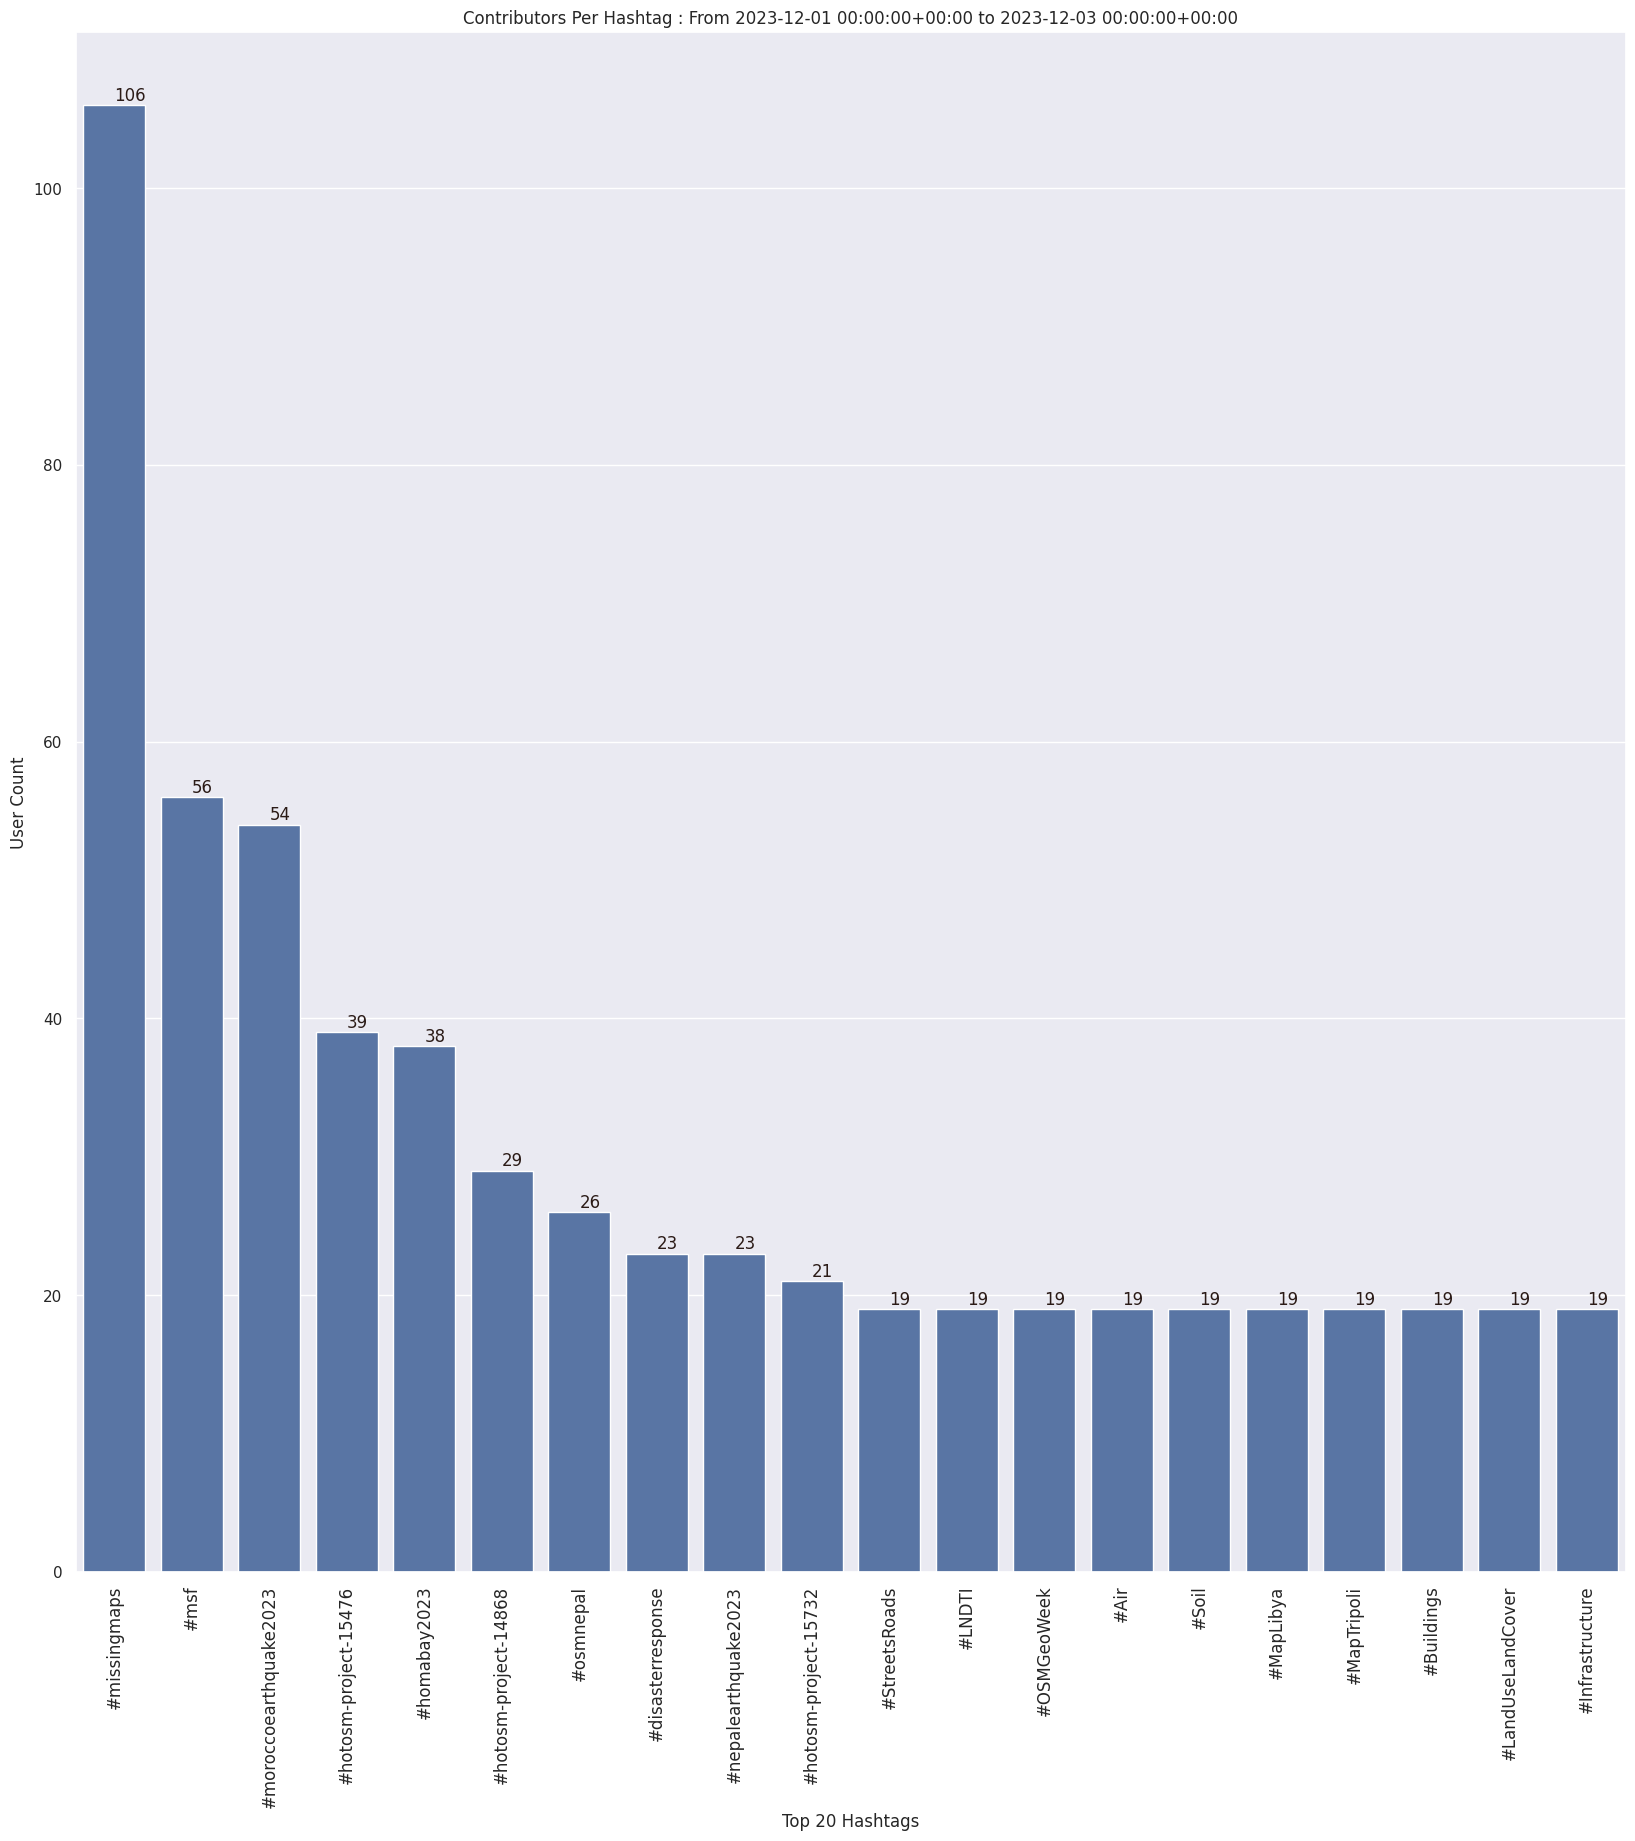 Contributors Per Hashtag : From 2023-12-01 00:00:00+00:00 to 2023-12-03 00:00:00+00:00
User Count
100
80
60
40
20
0
106
56
54
39
38
29
26
23
23
21
19
19
19
19
19
19
19
19
19
19
#missingmaps
#msf
#moroccoearthquake2023
#hotosm-project-15476
#homabay2023
#hotosm-project-14868
#osmnepal
#disasterresponse
#nepalearthquake2023
#hotosm-project-15732
#StreetsRoads
#LNDTI
#OSMGeoWeek
#Air
#Soil
#MapLibya
#MapTripoli
#Buildings
#LandUseLandCover
#Infrastructure
Top 20 Hashtags